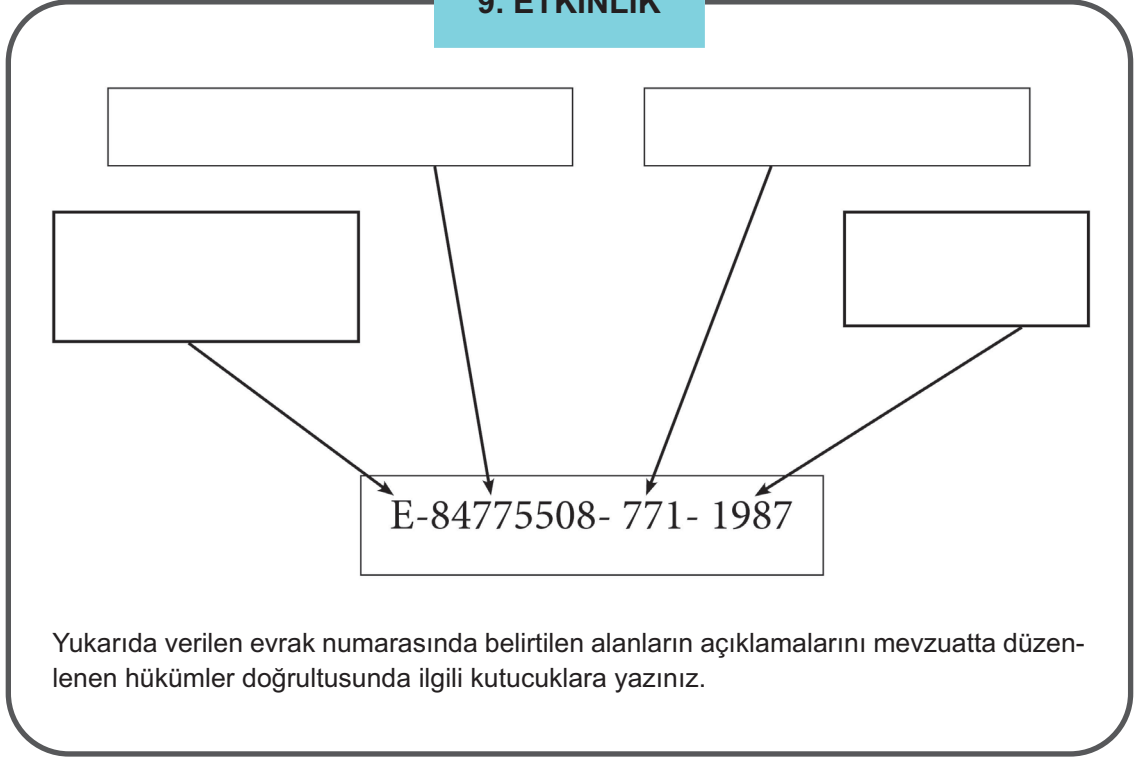 9. ETKİNLİK
E-84775508- 771- 1987
Yukarıda verilen evrak numarasında belirtilen alanların açıklamalarını mevzuatta düzen-
lenen hükümler doğrultusunda ilgili kutucuklara yazınız.